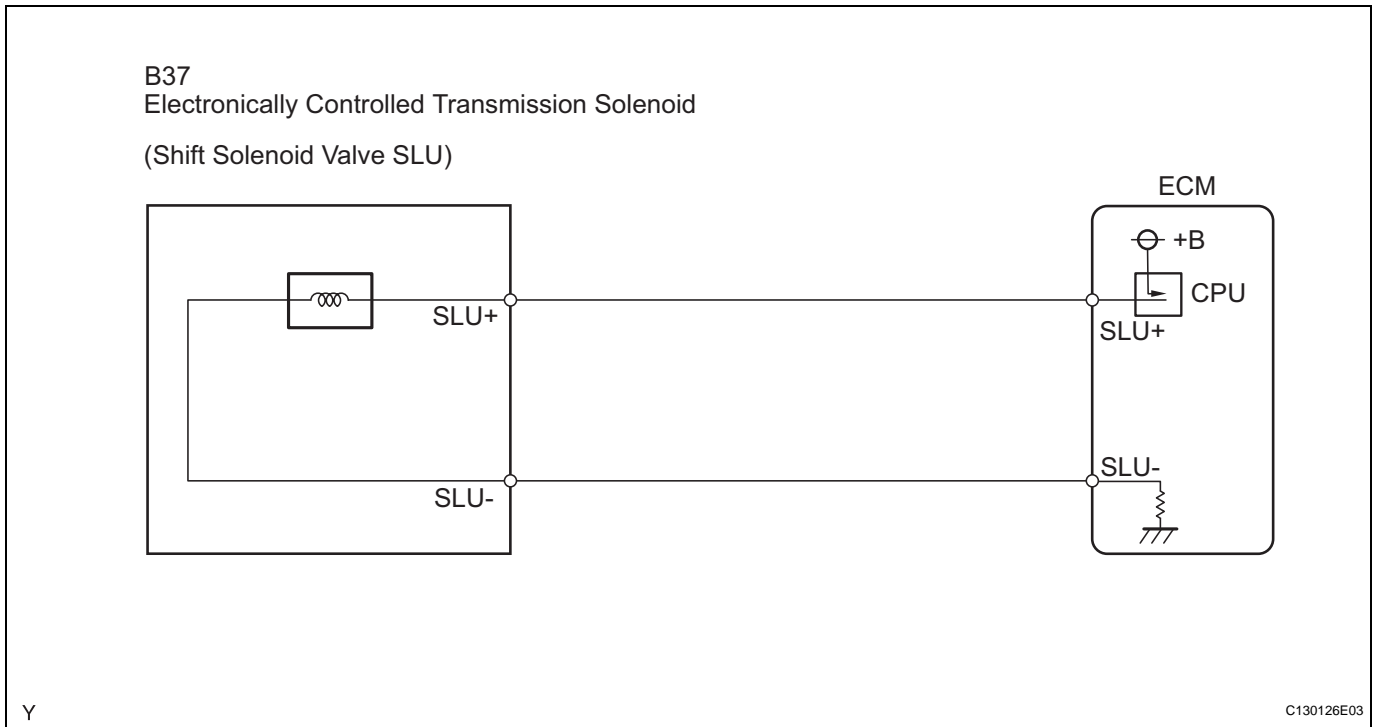 B37
Electronically Controlled Transmission Solenoid
(Shift Solenoid Valve SLU)
ECM
+B
CPU
SLU+
SLU+
SLU-
SLU-
Y
C130126E03